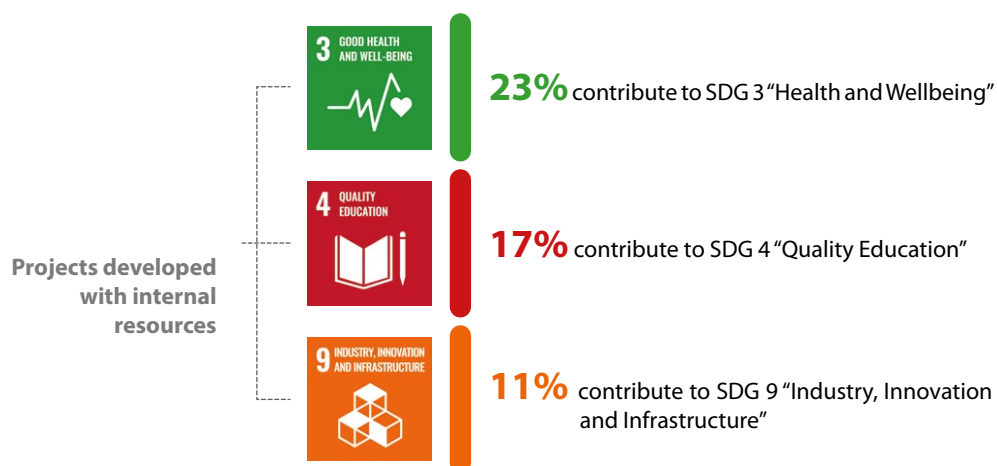 3 GOOD HEALTH
AND WELL-BEING
23% contribute to SDG 3 “Health and Wellbeing”
4 QUALITY
EDUCATION
17% contribute to SDG 4 “Quality Education”
Projects developed
with internal
resources
9 INDUSTRY, INNOVATION
AND INFRASTRUCTURE
11% contribute to SDG 9 “Industry, Innovation
and Infrastructure”